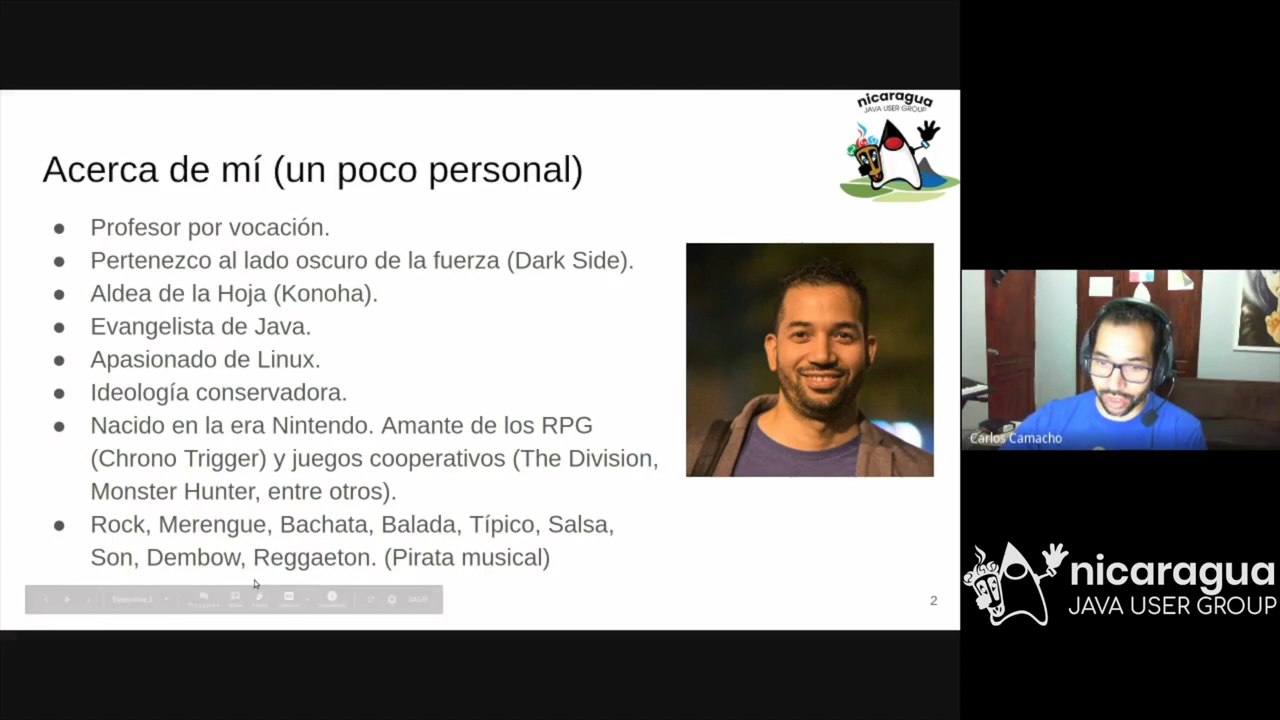 nicaragua
JAVA USER GROUP
Acerca de mí (un poco personal)
● Profesor por vocación.
● Pertenezco al lado oscuro de la fuerza (Dark Side).
● Aldea de la Hoja (Konoha).
● Evangelista de Java.
● Apasionado de Linux.
● Ideología conservadora.
● Nacido en la era Nintendo. Amante de los RPG
(Chrono Trigger) y juegos cooperativos (The Division,
Monster Hunter, entre otros).
● Rock, Merengue, Bachata, Balada, Típico, Salsa,
Son, Dembow, Reggaeton. (Pirata musical)
Diapositiva 2
SALIR
2
Carlos Camacho
nicaragua
JAVA USER GROUP